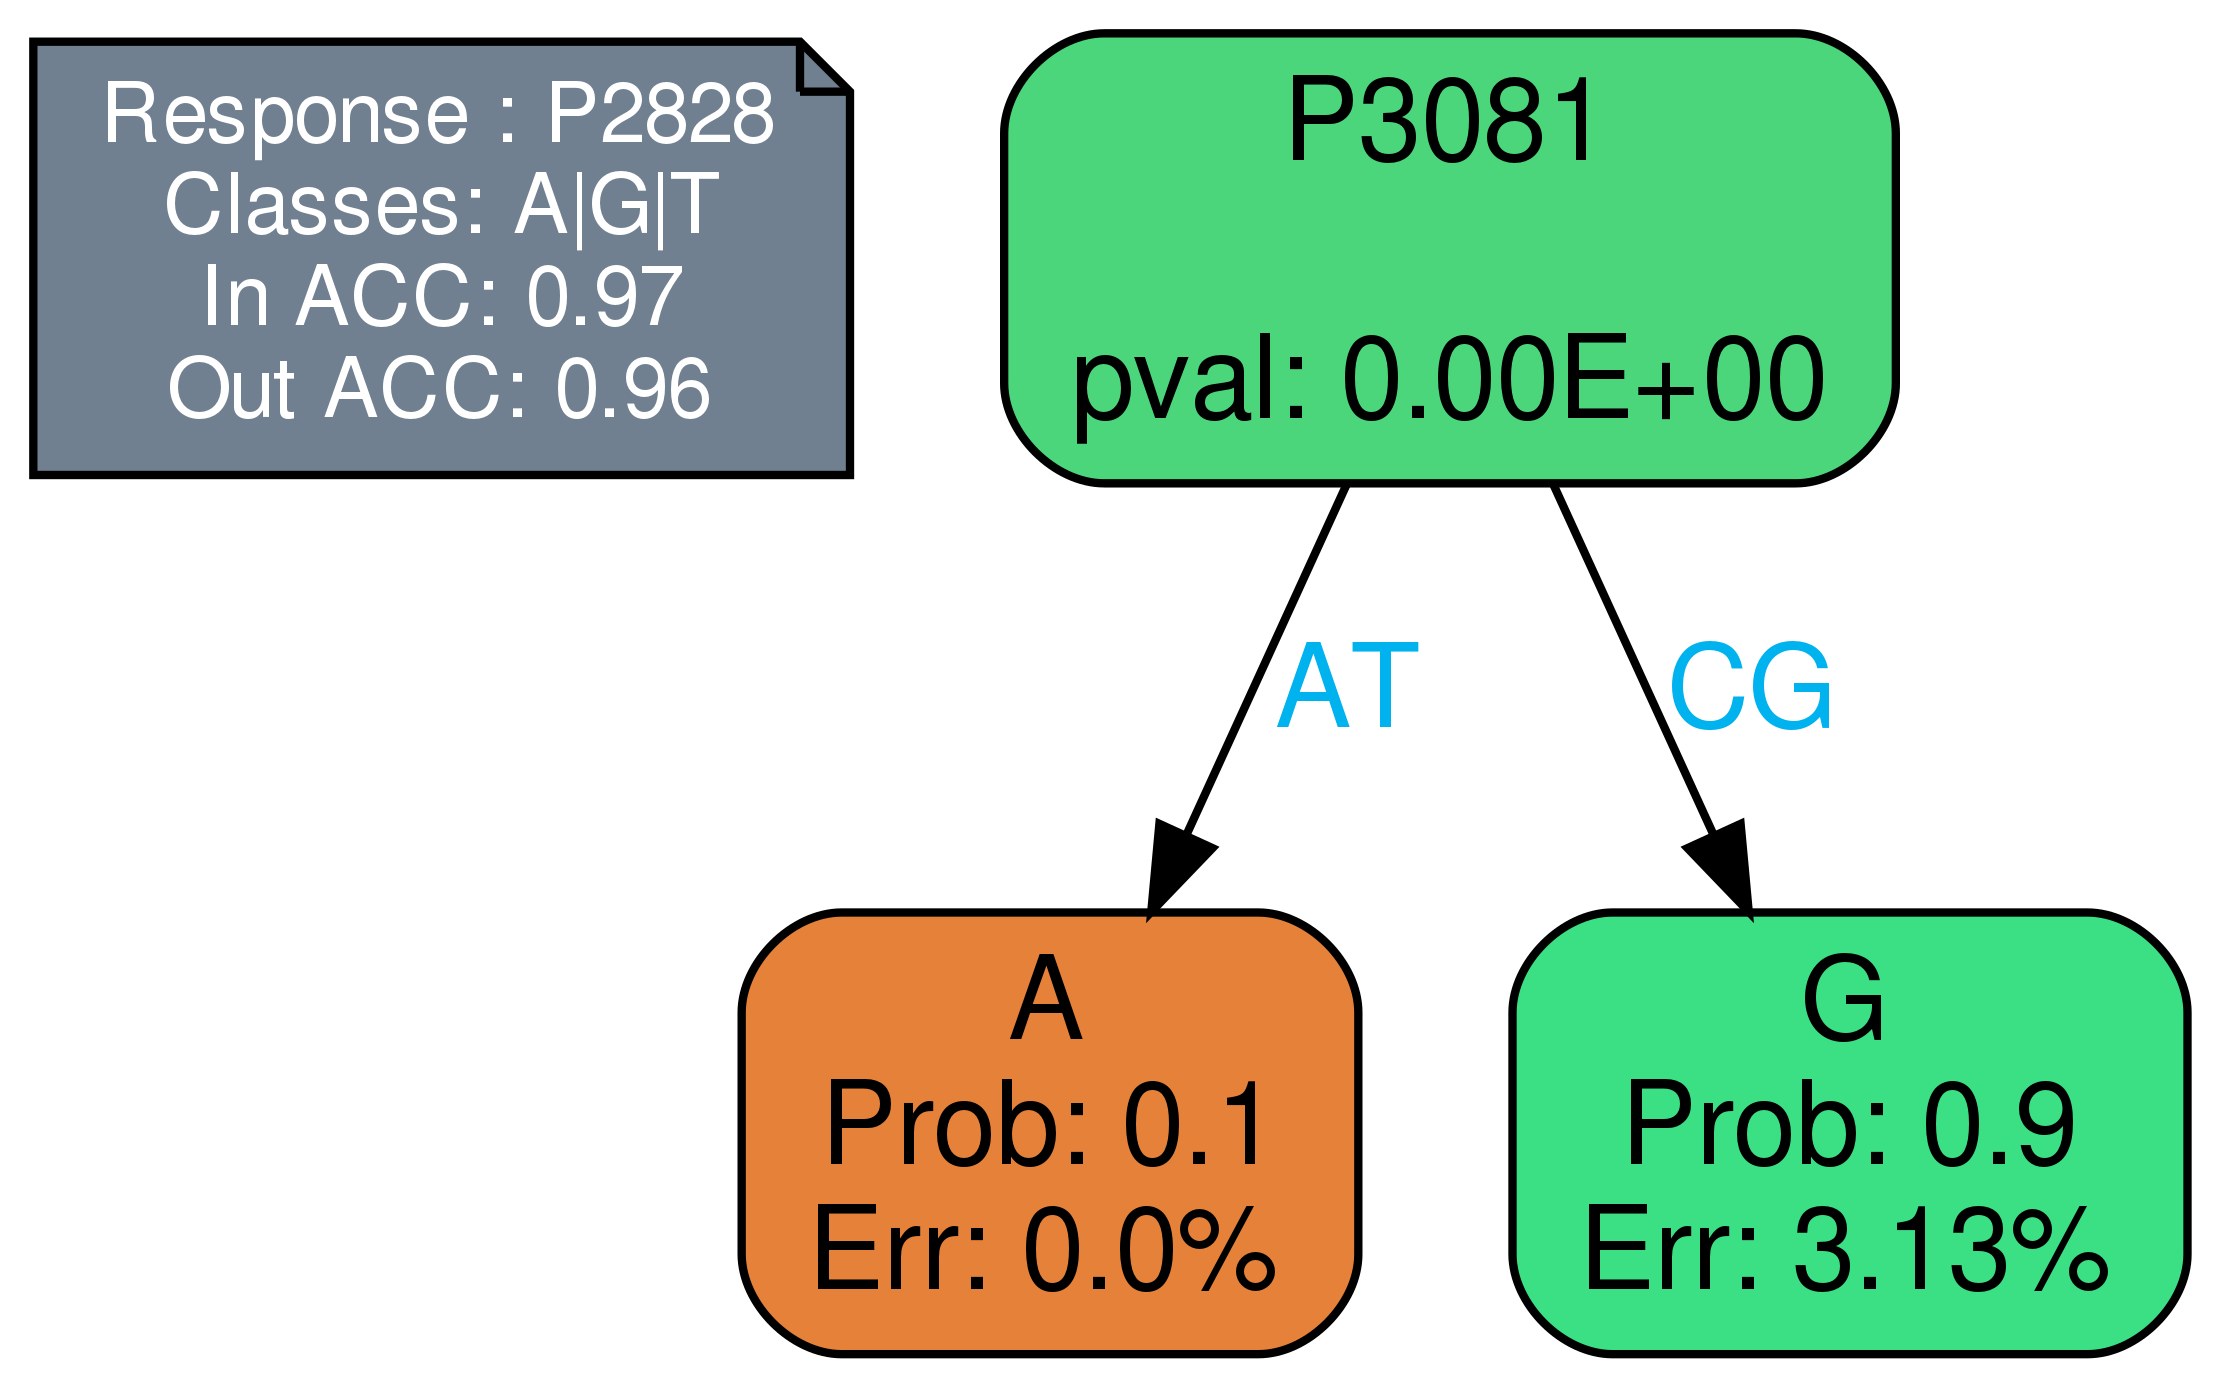 Response : P2828
Classes: A|G|T
In ACC: 0.97
Out ACC: 0.96
P3081
pval: 0.00E+00
AT
CG
A
Prob: 0.1
Err: 0.0%
G
Prob: 0.9
Err: 3.13%